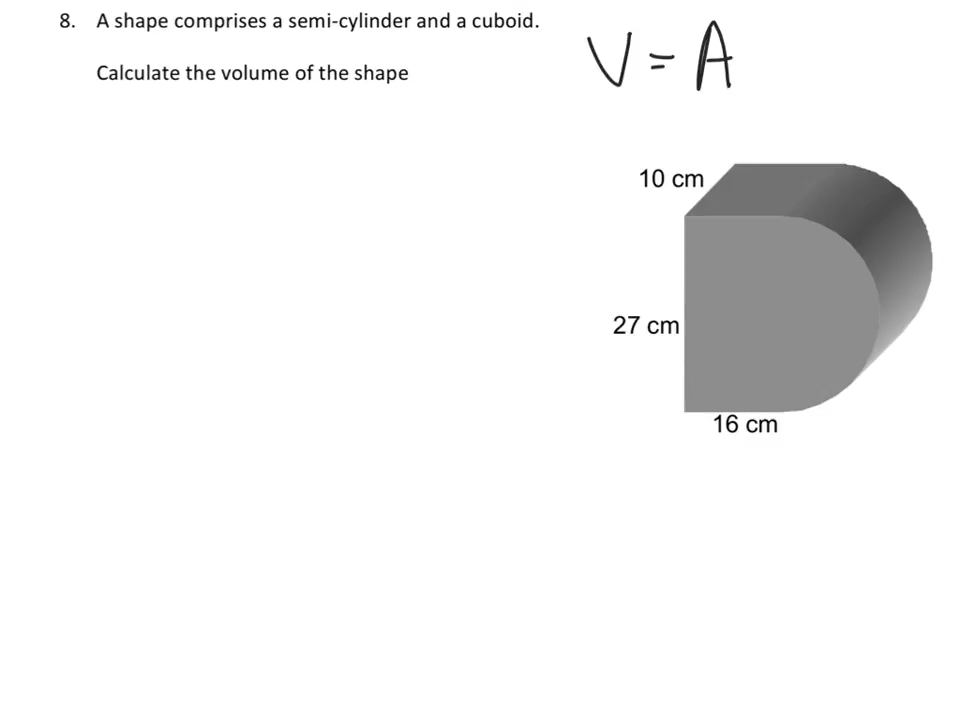 8. A shape comprises a semi-cylinder and a cuboid.
V = A
Calculate the volume of the shape
10 cm
27 cm
16 cm